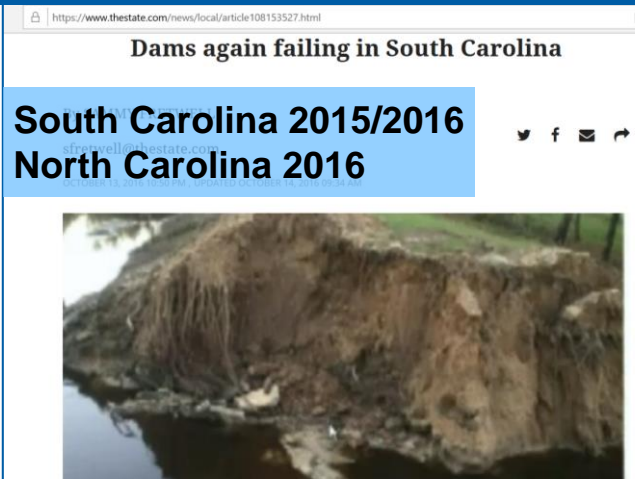 https://www.thestate.com/news/local/article108153527.html
Dams again failing in South Carolina
South Carolina 2015/2016
sfretwell@thestate.com
North Carolina 2016
OCTOBER 13, 2016 10:50 PM, UPDATED OCTOBER 14, 2016 09:34 AM